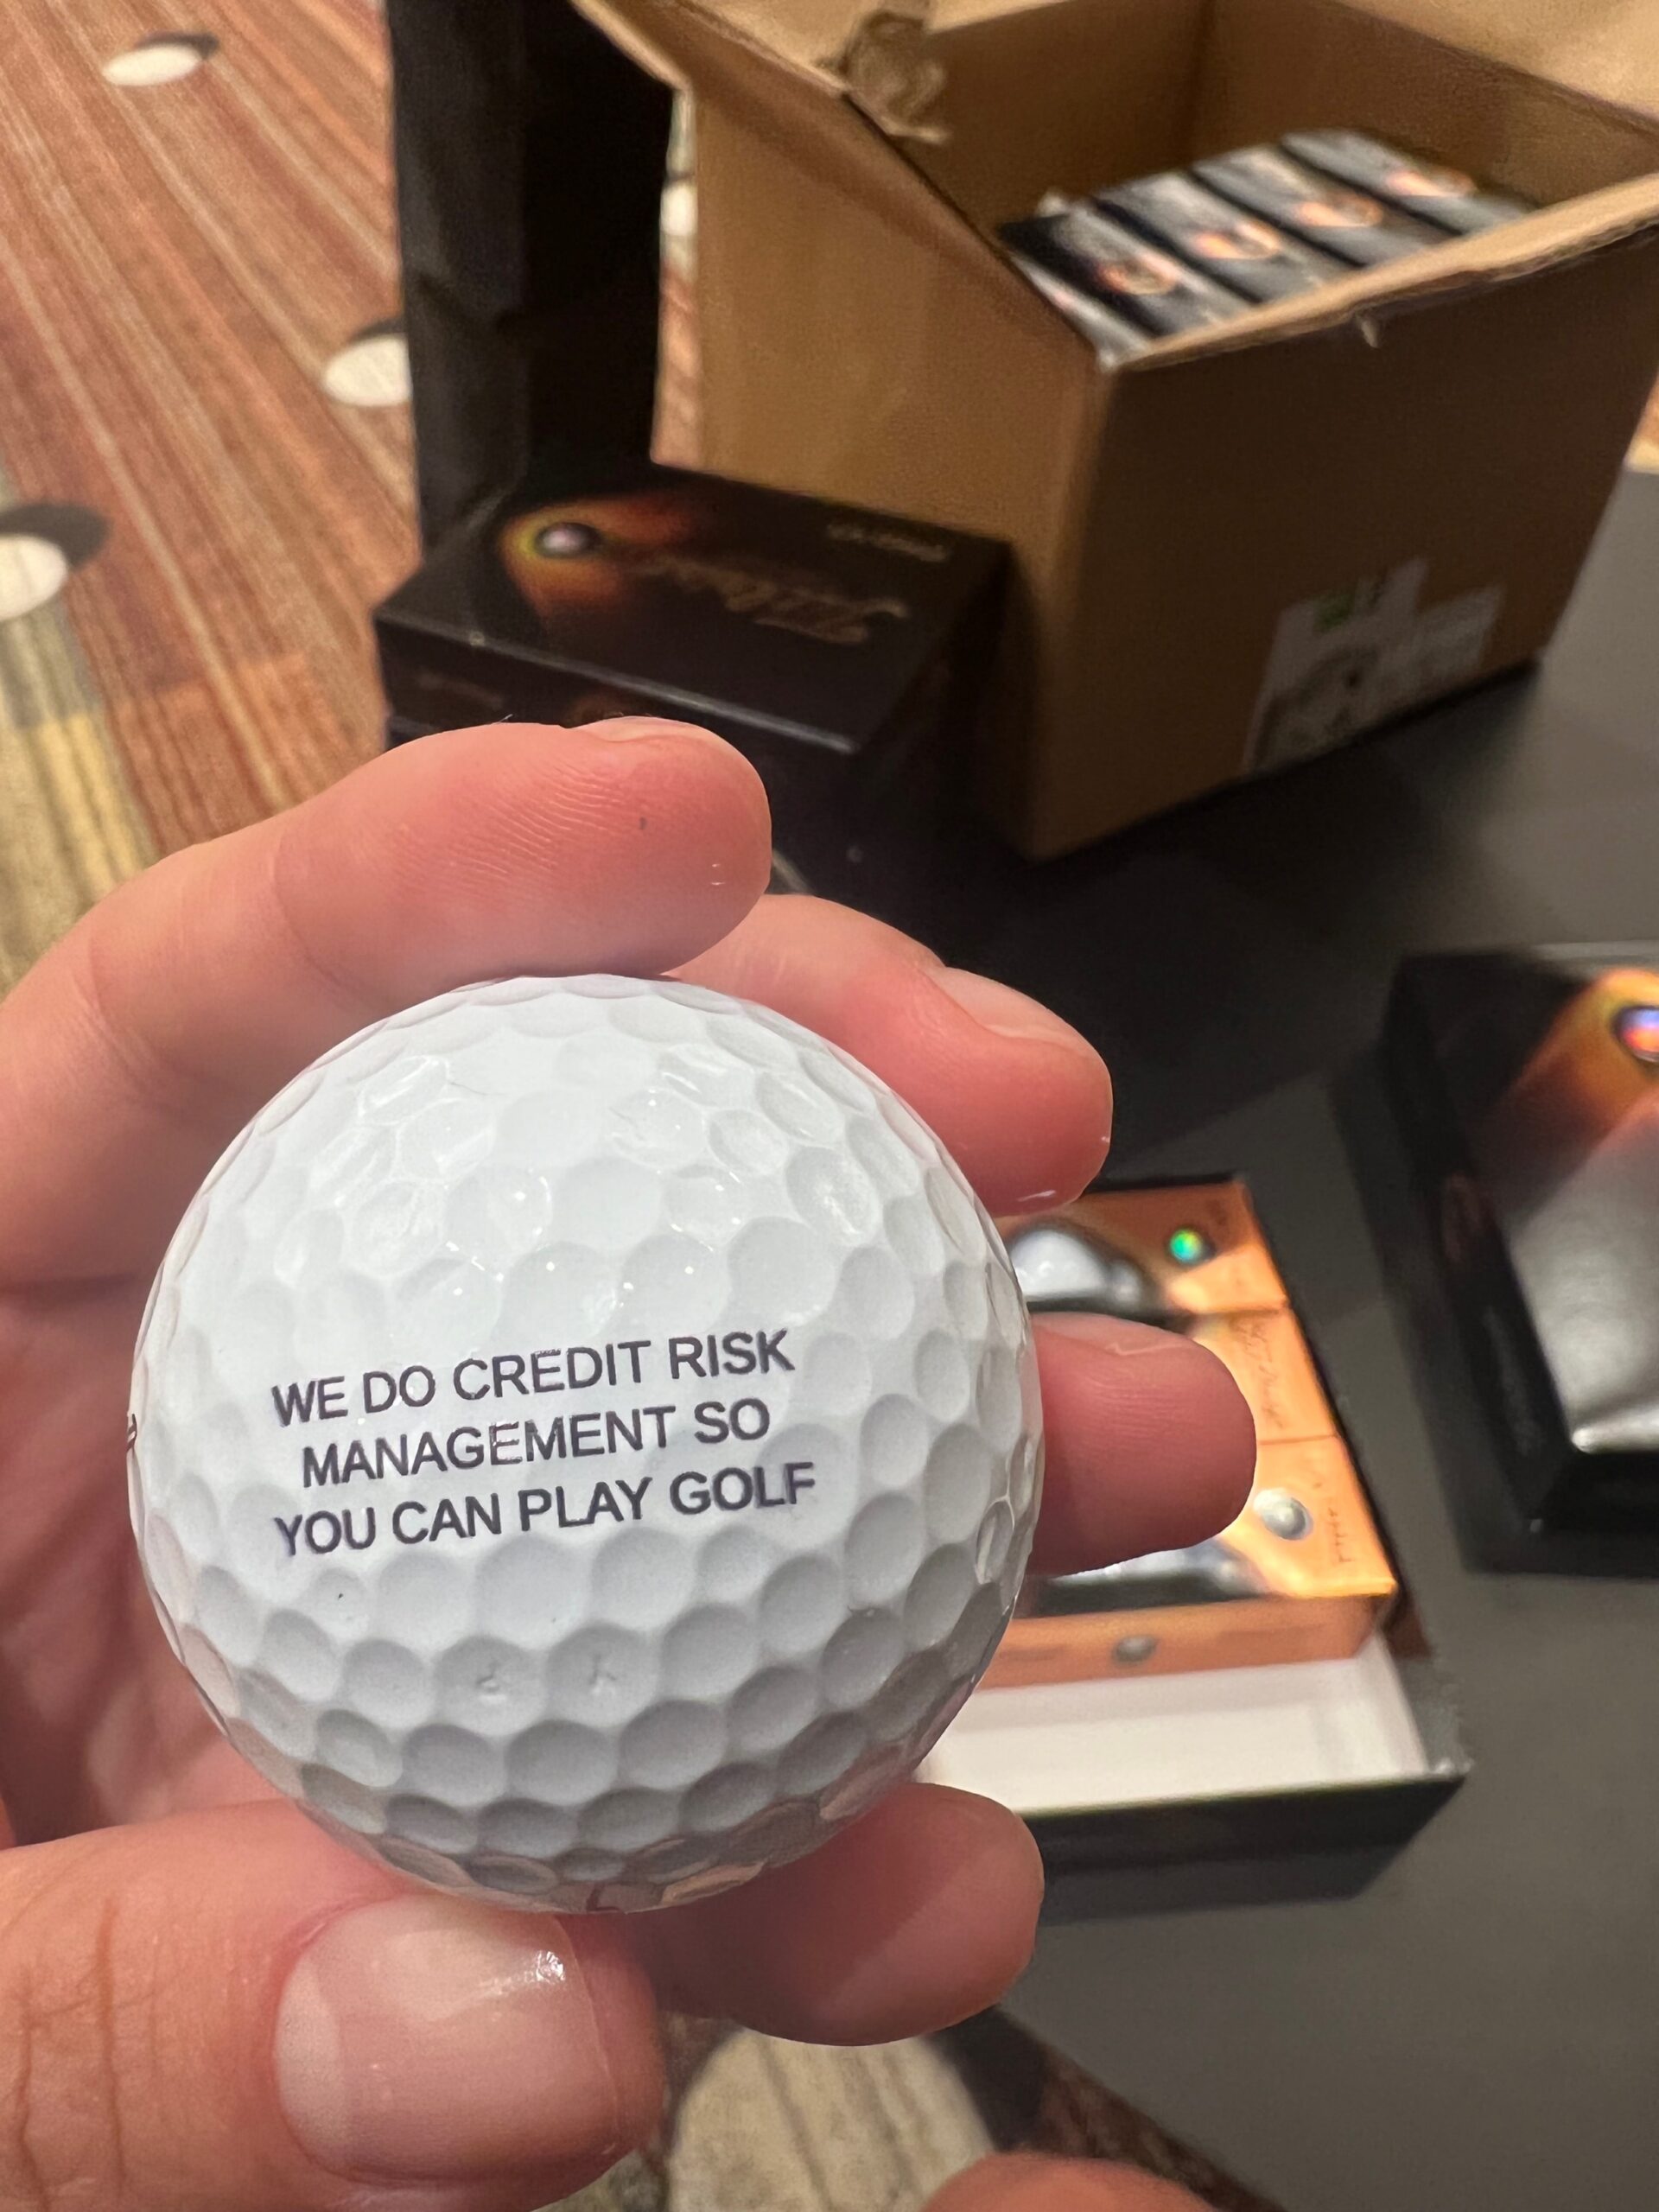 WE DO CREDIT RISK
MANAGEMENT SO
YOU CAN PLAY GOLF